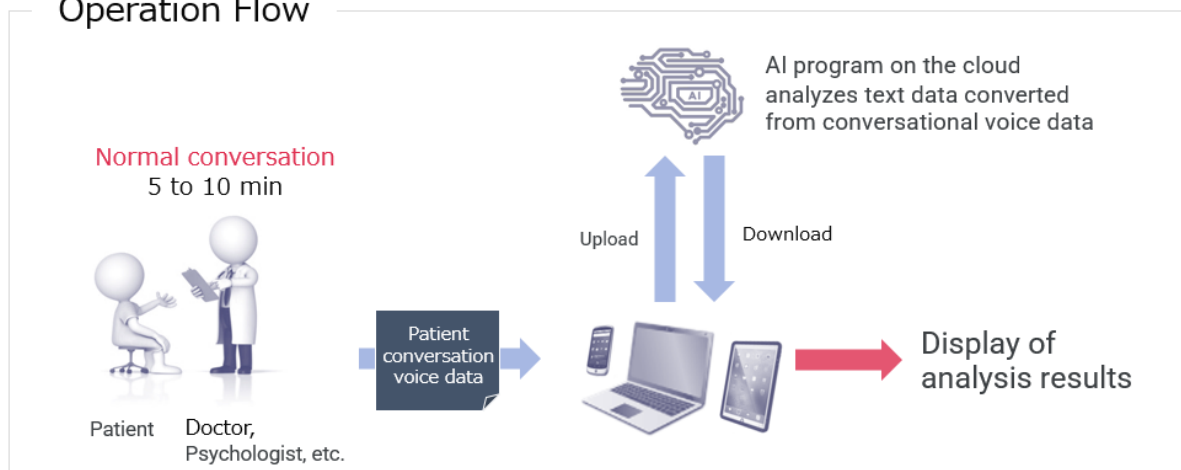 Operation Flow
AI program on the cloud
analyzes text data converted
from conversational voice data
AI
Normal conversation
5 to 10 min
Upload
Download
Patient
conversation
voice data
Display of
analysis results
Patient
Doctor,
Psychologist, etc.